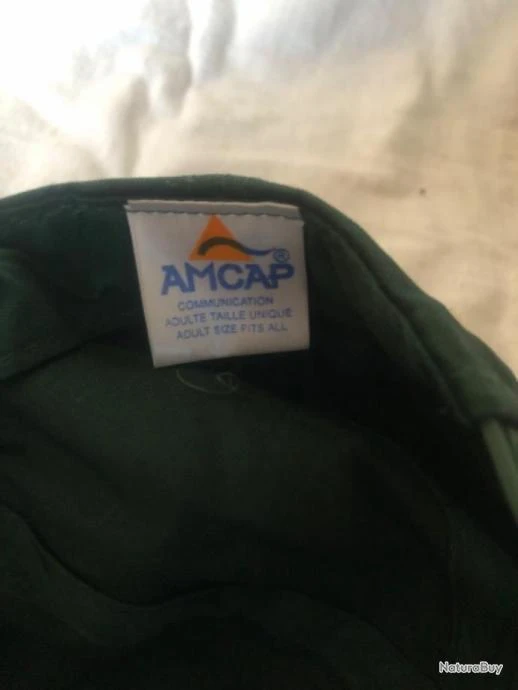 AMCAP®
COMMUNICATION
ADULTE TAILLE UNIQUE
ADULT SIZE FITS ALL
NaturaBuy